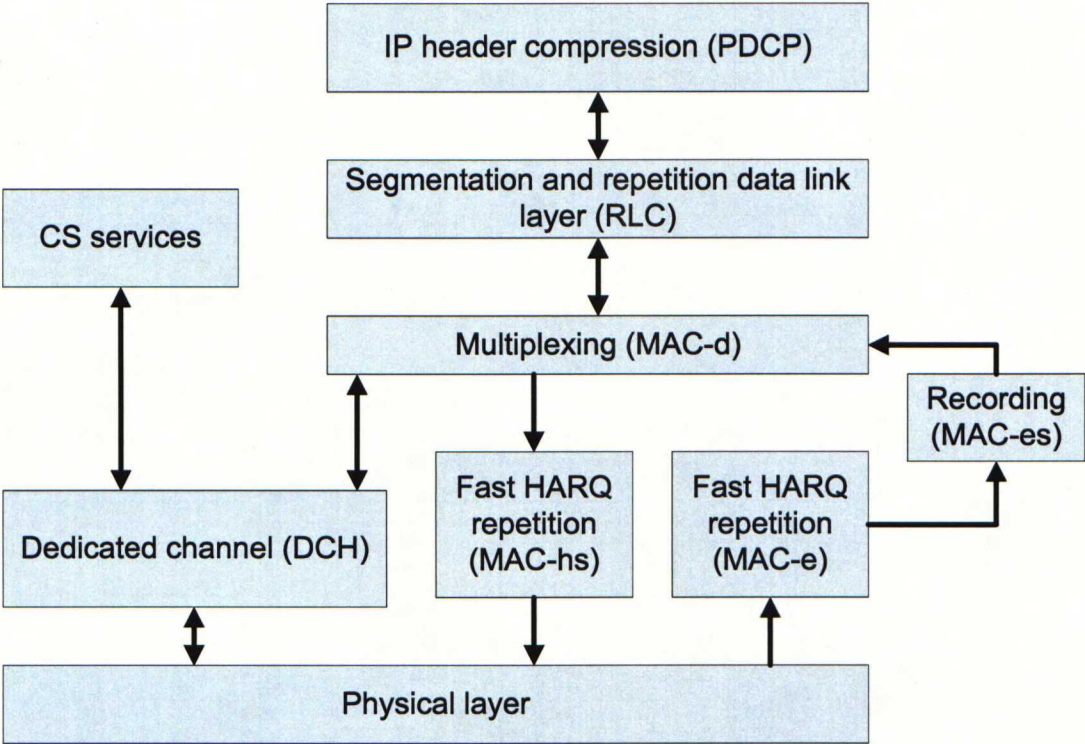 IP header compression (PDCP)
Segmentation and repetition data link
layer (RLC)
CS services
Multiplexing (MAC-d)
Recording
(MAC-es)
Fast HARQ
repetition
(MAC-hs)
Fast HARQ
repetition
(MAC-e)
Dedicated channel (DCH)
Physical layer